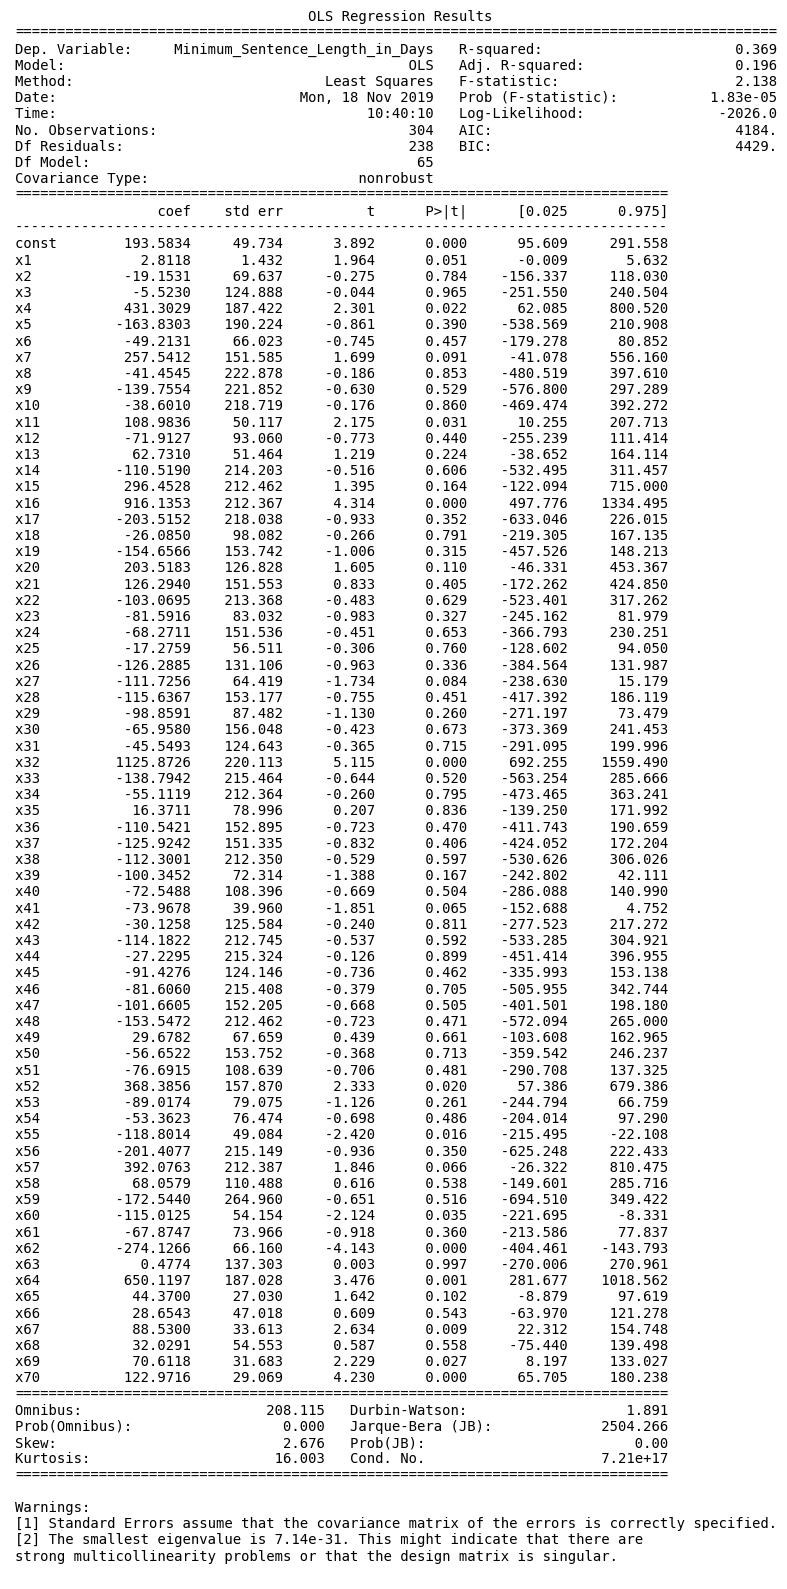 OLS Regression Results
==========================================================================================
Dep. Variable:     Minimum_Sentence_Length_in_Days   R-squared:                       0.369
Model:                                         OLS   Adj. R-squared:                  0.196
Method:                              Least Squares   F-statistic:                     2.138
Date:                             Mon, 18 Nov 2019   Prob (F-statistic):           1.83e-05
Time:                                     10:40:10   Log-Likelihood:                -2026.0
No. Observations:                              304   AIC:                             4184.
Df Residuals:                                  238   BIC:                             4429.
Df Model:                                       65
Covariance Type:                         nonrobust
==============================================================================
                 coef    std err          t      P>|t|      [0.025      0.975]
------------------------------------------------------------------------------
const        193.5834     49.734      3.892      0.000      95.609     291.558
x1             2.8118      1.432      1.964      0.051      -0.009       5.632
x2           -19.1531     69.637     -0.275      0.784    -156.337     118.030
x3            -5.5230    124.888     -0.044      0.965    -251.550     240.504
x4           431.3029    187.422      2.301      0.022      62.085     800.520
x5          -163.8303    190.224     -0.861      0.390    -538.569     210.908
x6           -49.2131     66.023     -0.745      0.457    -179.278      80.852
x7           257.5412    151.585      1.699      0.091     -41.078     556.160
x8           -41.4545    222.878     -0.186      0.853    -480.519     397.610
x9          -139.7554    221.852     -0.630      0.529    -576.800     297.289
x10          -38.6010    218.719     -0.176      0.860    -469.474     392.272
x11          108.9836     50.117      2.175      0.031      10.255     207.713
x12          -71.9127     93.060     -0.773      0.440    -255.239     111.414
x13           62.7310     51.464      1.219      0.224     -38.652     164.114
x14         -110.5190    214.203     -0.516      0.606    -532.495     311.457
x15          296.4528    212.462      1.395      0.164    -122.094     715.000
x16          916.1353    212.367      4.314      0.000     497.776    1334.495
x17         -203.5152    218.038     -0.933      0.352    -633.046     226.015
x18          -26.0850     98.082     -0.266      0.791    -219.305     167.135
x19         -154.6566    153.742     -1.006      0.315    -457.526     148.213
x20          203.5183    126.828      1.605      0.110     -46.331     453.367
x21          126.2940    151.553      0.833      0.405    -172.262     424.850
x22         -103.0695    213.368     -0.483      0.629    -523.401     317.262
x23          -81.5916     83.032     -0.983      0.327    -245.162      81.979
x24          -68.2711    151.536     -0.451      0.653    -366.793     230.251
x25          -17.2759     56.511     -0.306      0.760    -128.602      94.050
x26         -126.2885    131.106     -0.963      0.336    -384.564     131.987
x27         -111.7256     64.419     -1.734      0.084    -238.630      15.179
x28         -115.6367    153.177     -0.755      0.451    -417.392     186.119
x29          -98.8591     87.482     -1.130      0.260    -271.197      73.479
x30          -65.9580    156.048     -0.423      0.673    -373.369     241.453
x31          -45.5493    124.643     -0.365      0.715    -291.095     199.996
x32         1125.8726    220.113      5.115      0.000     692.255    1559.490
x33         -138.7942    215.464     -0.644      0.520    -563.254     285.666
x34          -55.1119    212.364     -0.260      0.795    -473.465     363.241
x35           16.3711     78.996      0.207      0.836    -139.250     171.992
x36         -110.5421    152.895     -0.723      0.470    -411.743     190.659
x37         -125.9242    151.335     -0.832      0.406    -424.052     172.204
x38         -112.3001    212.350     -0.529      0.597    -530.626     306.026
x39         -100.3452     72.314     -1.388      0.167    -242.802      42.111
x40          -72.5488    108.396     -0.669      0.504    -286.088     140.990
x41          -73.9678     39.960     -1.851      0.065    -152.688       4.752
x42          -30.1258    125.584     -0.240      0.811    -277.523     217.272
x43         -114.1822    212.745     -0.537      0.592    -533.285     304.921
x44          -27.2295    215.324     -0.126      0.899    -451.414     396.955
x45          -91.4276    124.146     -0.736      0.462    -335.993     153.138
x46          -81.6060    215.408     -0.379      0.705    -505.955     342.744
x47         -101.6605    152.205     -0.668      0.505    -401.501     198.180
x48         -153.5472    212.462     -0.723      0.471    -572.094     265.000
x49           29.6782     67.659      0.439      0.661    -103.608     162.965
x50          -56.6522    153.752     -0.368      0.713    -359.542     246.237
x51          -76.6915    108.639     -0.706      0.481    -290.708     137.325
x52          368.3856    157.870      2.333      0.020      57.386     679.386
x53          -89.0174     79.075     -1.126      0.261    -244.794      66.759
x54          -53.3623     76.474     -0.698      0.486    -204.014      97.290
x55         -118.8014     49.084     -2.420      0.016    -215.495     -22.108
x56         -201.4077    215.149     -0.936      0.350    -625.248     222.433
x57          392.0763    212.387      1.846      0.066     -26.322     810.475
x58           68.0579    110.488      0.616      0.538    -149.601     285.716
x59         -172.5440    264.960     -0.651      0.516    -694.510     349.422
x60         -115.0125     54.154     -2.124      0.035    -221.695      -8.331
x61          -67.8747     73.966     -0.918      0.360    -213.586      77.837
x62         -274.1266     66.160     -4.143      0.000    -404.461    -143.793
x63            0.4774    137.303      0.003      0.997    -270.006     270.961
x64          650.1197    187.028      3.476      0.001     281.677    1018.562
x65           44.3700     27.030      1.642      0.102      -8.879      97.619
x66           28.6543     47.018      0.609      0.543     -63.970     121.278
x67           88.5300     33.613      2.634      0.009      22.312     154.748
x68           32.0291     54.553      0.587      0.558     -75.440     139.498
x69           70.6118     31.683      2.229      0.027       8.197     133.027
x70          122.9716     29.069      4.230      0.000      65.705     180.238
==============================================================================
Omnibus:                      208.115   Durbin-Watson:                   1.891
Prob(Omnibus):                  0.000   Jarque-Bera (JB):             2504.266
Skew:                           2.676   Prob(JB):                         0.00
Kurtosis:                      16.003   Cond. No.                     7.21e+17
==============================================================================
Warnings:
[1] Standard Errors assume that the covariance matrix of the errors is correctly specified.
[2] The smallest eigenvalue is 7.14e-31. This might indicate that there are
strong multicollinearity problems or that the design matrix is singular.